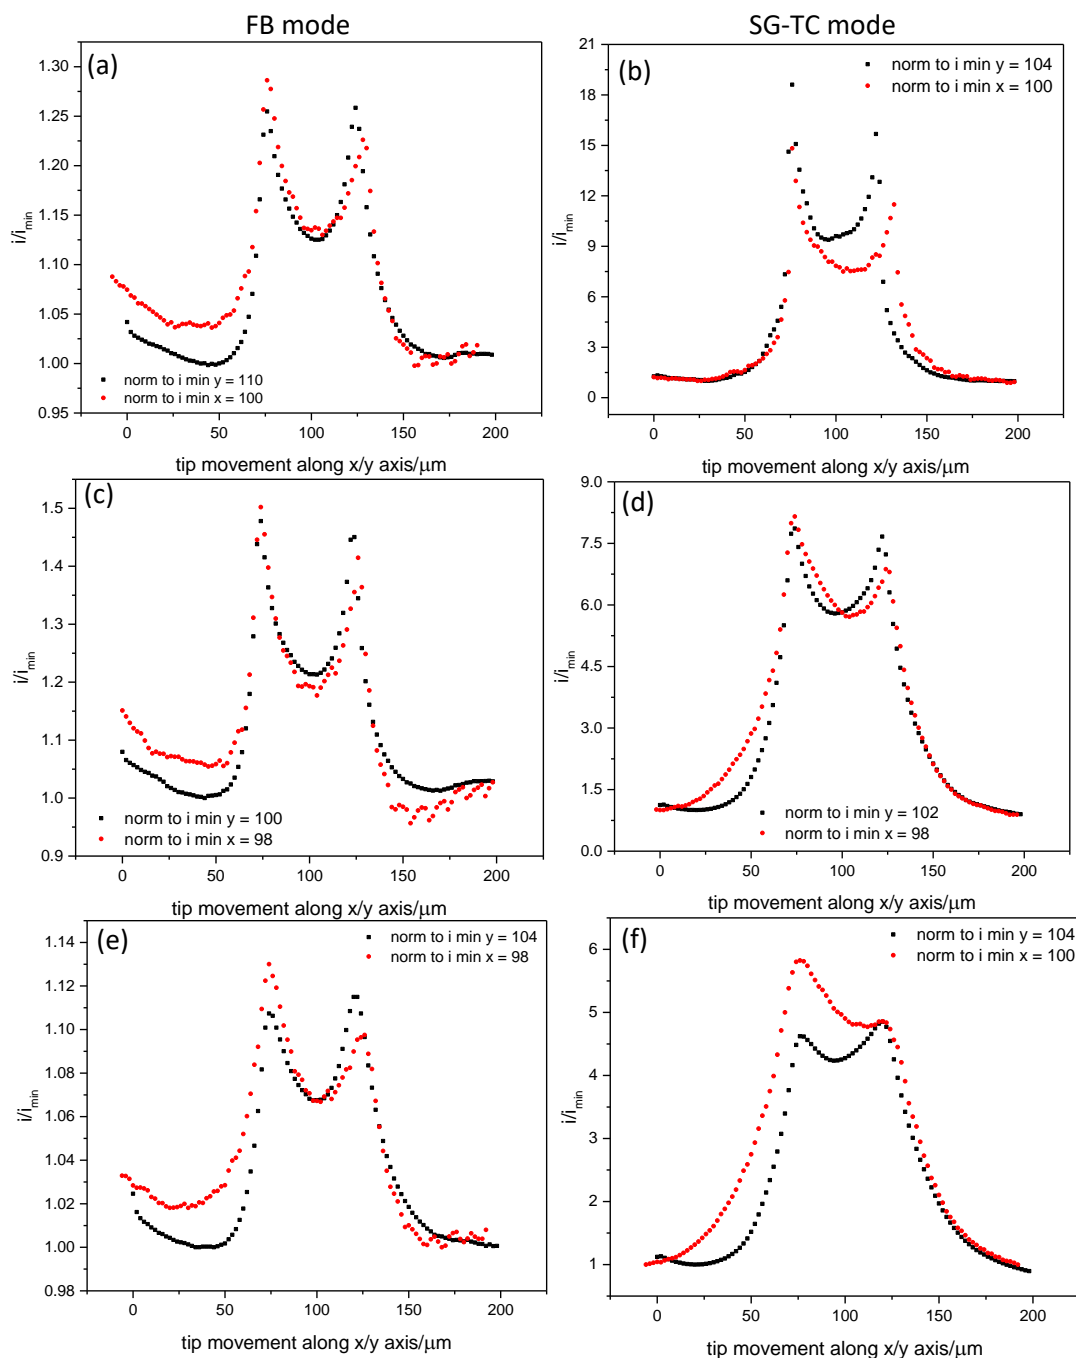 FB mode
SG-TC mode
(a)
norm to i min y = 110
norm to i min x = 100
1.30
1.25
1.20
1.15
1.10
1.05
1.00
0.95
i/i_min
0 50 100 150 200
tip movement along x/y axis/μm
(b)
norm to i min y = 104
norm to i min x = 100
21
18
15
12
9
6
3
0
i/i_min
0 50 100 150 200
tip movement along x/y axis/μm
(c)
norm to i min y = 100
norm to i min x = 98
1.5
1.4
1.3
1.2
1.1
1.0
0.9
i/i_min
0 50 100 150 200
tip movement along x/y axis/μm
(d)
norm to i min y = 102
norm to i min x = 98
9.0
7.5
6.0
4.5
3.0
1.5
0.0
i/i_min
0 50 100 150 200
tip movement along x/y axis/μm
(e)
norm to i min y = 104
norm to i min x = 98
1.14
1.12
1.10
1.08
1.06
1.04
1.02
1.00
0.98
i/i_min
0 50 100 150 200
tip movement along x/y axis/μm
(f)
norm to i min y = 104
norm to i min x = 100
6
5
4
3
2
1
i/i_min
0 50 100 150 200
tip movement along x/y axis/μm